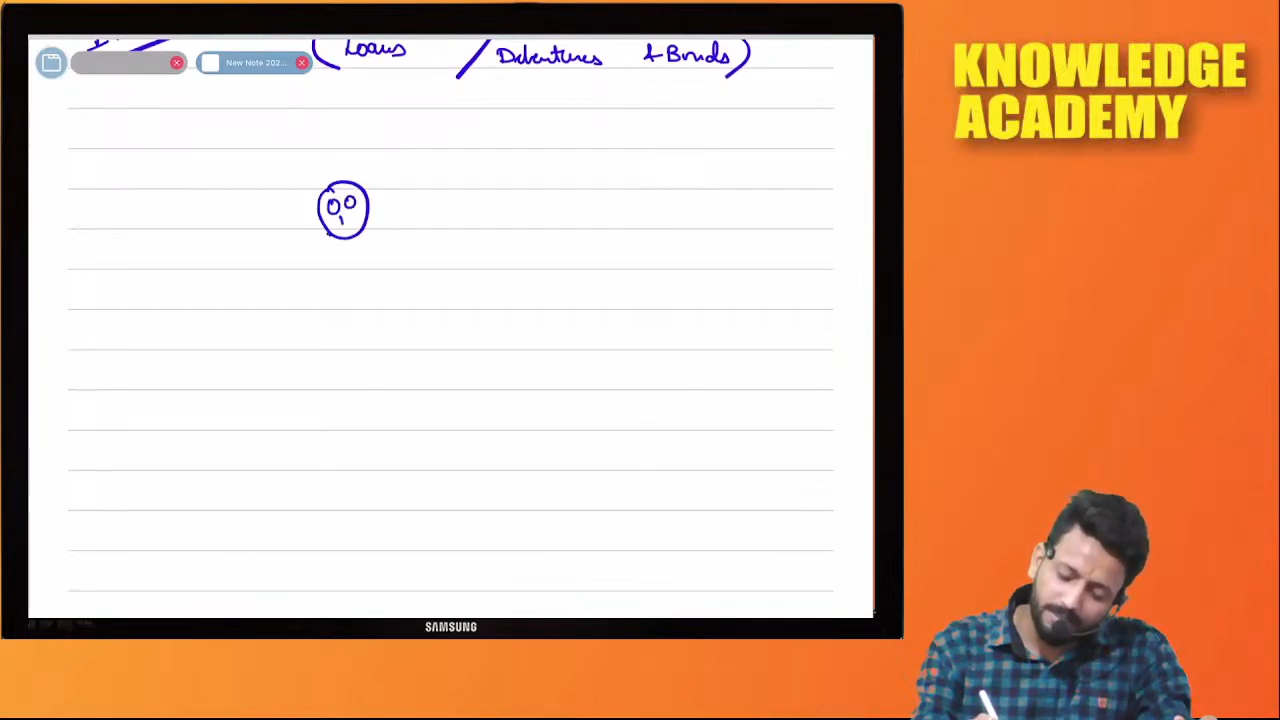 (Loans / Debentures & Bonds)
New Note 202...
KNOWLEDGE
ACADEMY
SAMSUNG